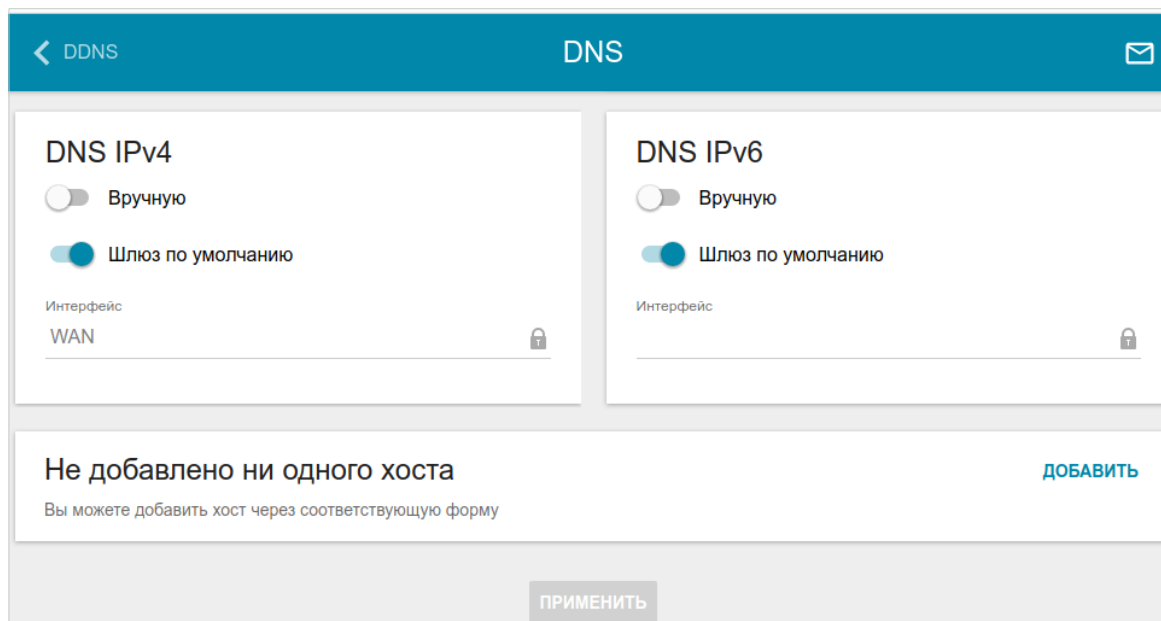 DDNS
DNS
DNS IPv4
Вручную
Шлюз по умолчанию
Интерфейс
WAN
DNS IPv6
Вручную
Шлюз по умолчанию
Интерфейс
Не добавлено ни одного хоста
ДОБАВИТЬ
Вы можете добавить хост через соответствующую форму
ПРИМЕНИТЬ